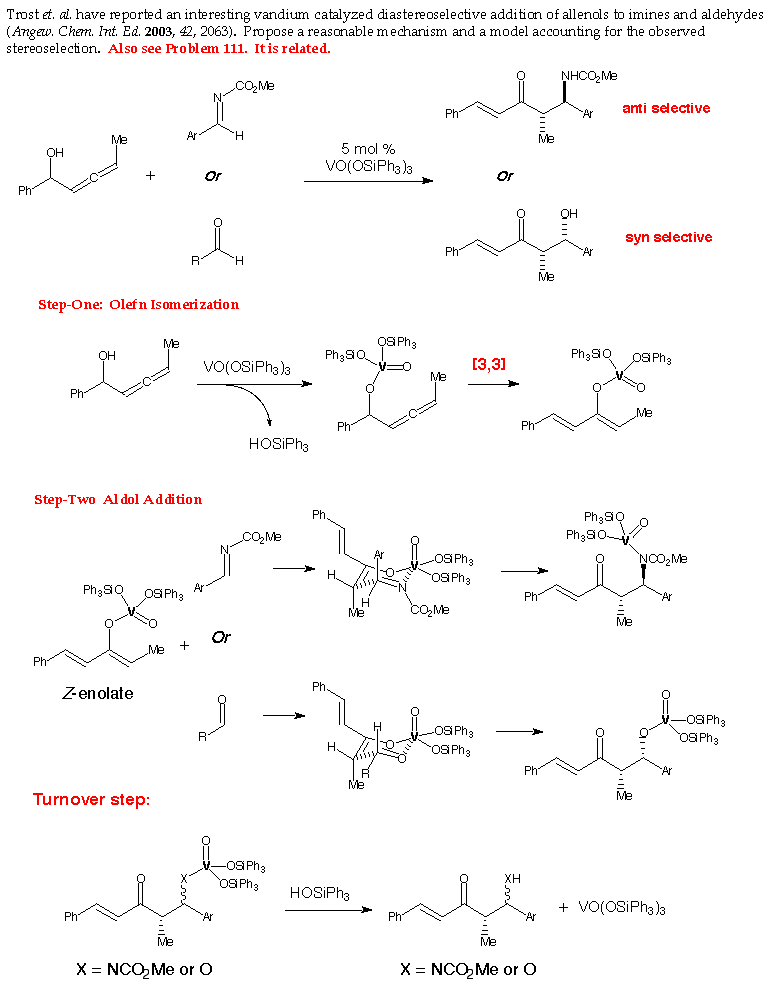 Trost et. al. have reported an interesting vandium catalyzed diastereoselective addition of allenols to imines and aldehydes
(Angew. Chem. Int. Ed. 2003, 42, 2063). Propose a reasonable mechanism and a model accounting for the observed
stereoselection. Also see Problem 111. It is related.
N CO2Me
Ar H
OH Me
Ph C
+
Or
O
R H
5 mol %
VO(OSiPh3)3
O NHCO2Me
Ph Ar
Me
anti selective
Or
O OH
Ph Ar
Me
syn selective
Step-One: Olefn Isomerization
OH Me
Ph C
VO(OSiPh3)3
HOSiPh3
Ph3SiO OSiPh3
V O
O Me
Ph C
[3,3]
Ph3SiO OSiPh3
V O
O
Ph Me
Step-Two Aldol Addition
Ph3SiO OSiPh3
V O
O
Ph Me
Z-enolate
+
N CO2Me
Ar
Or
O
R
Ph
Ar O V O
OSiPh3
OSiPh3
H N
Me H CO2Me
Ph3SiO O
Ph3SiO V
O NCO2Me
Ph Ar
Me
Ph
H O V O
OSiPh3
OSiPh3
H O
Me R
O
V OSiPh3
OSiPh3
O O
Ph Ar
Me
Turnover step:
O
V OSiPh3
OSiPh3
O X
Ph Ar
Me
X = NCO2Me or O
HOSiPh3
O XH
Ph Ar
Me
+ VO(OSiPh3)3
X = NCO2Me or O